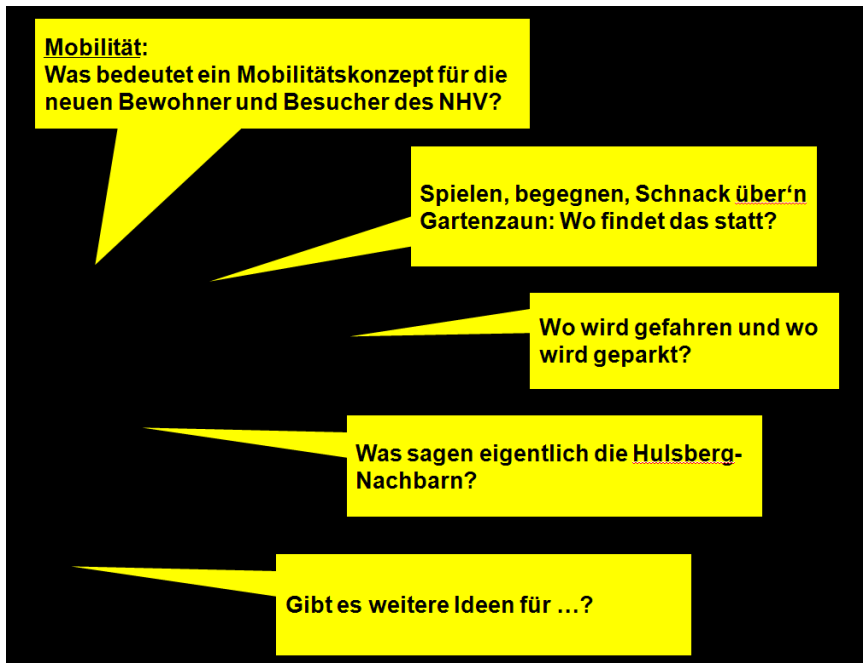 Mobilität:
Was bedeutet ein Mobilitätskonzept für die
neuen Bewohner und Besucher des NHV?
Spielen, begegnen, Schnack über‘n
Gartenzaun: Wo findet das statt?
Wo wird gefahren und wo
wird geparkt?
Was sagen eigentlich die Hulsberg-
Nachbarn?
Gibt es weitere Ideen für …?